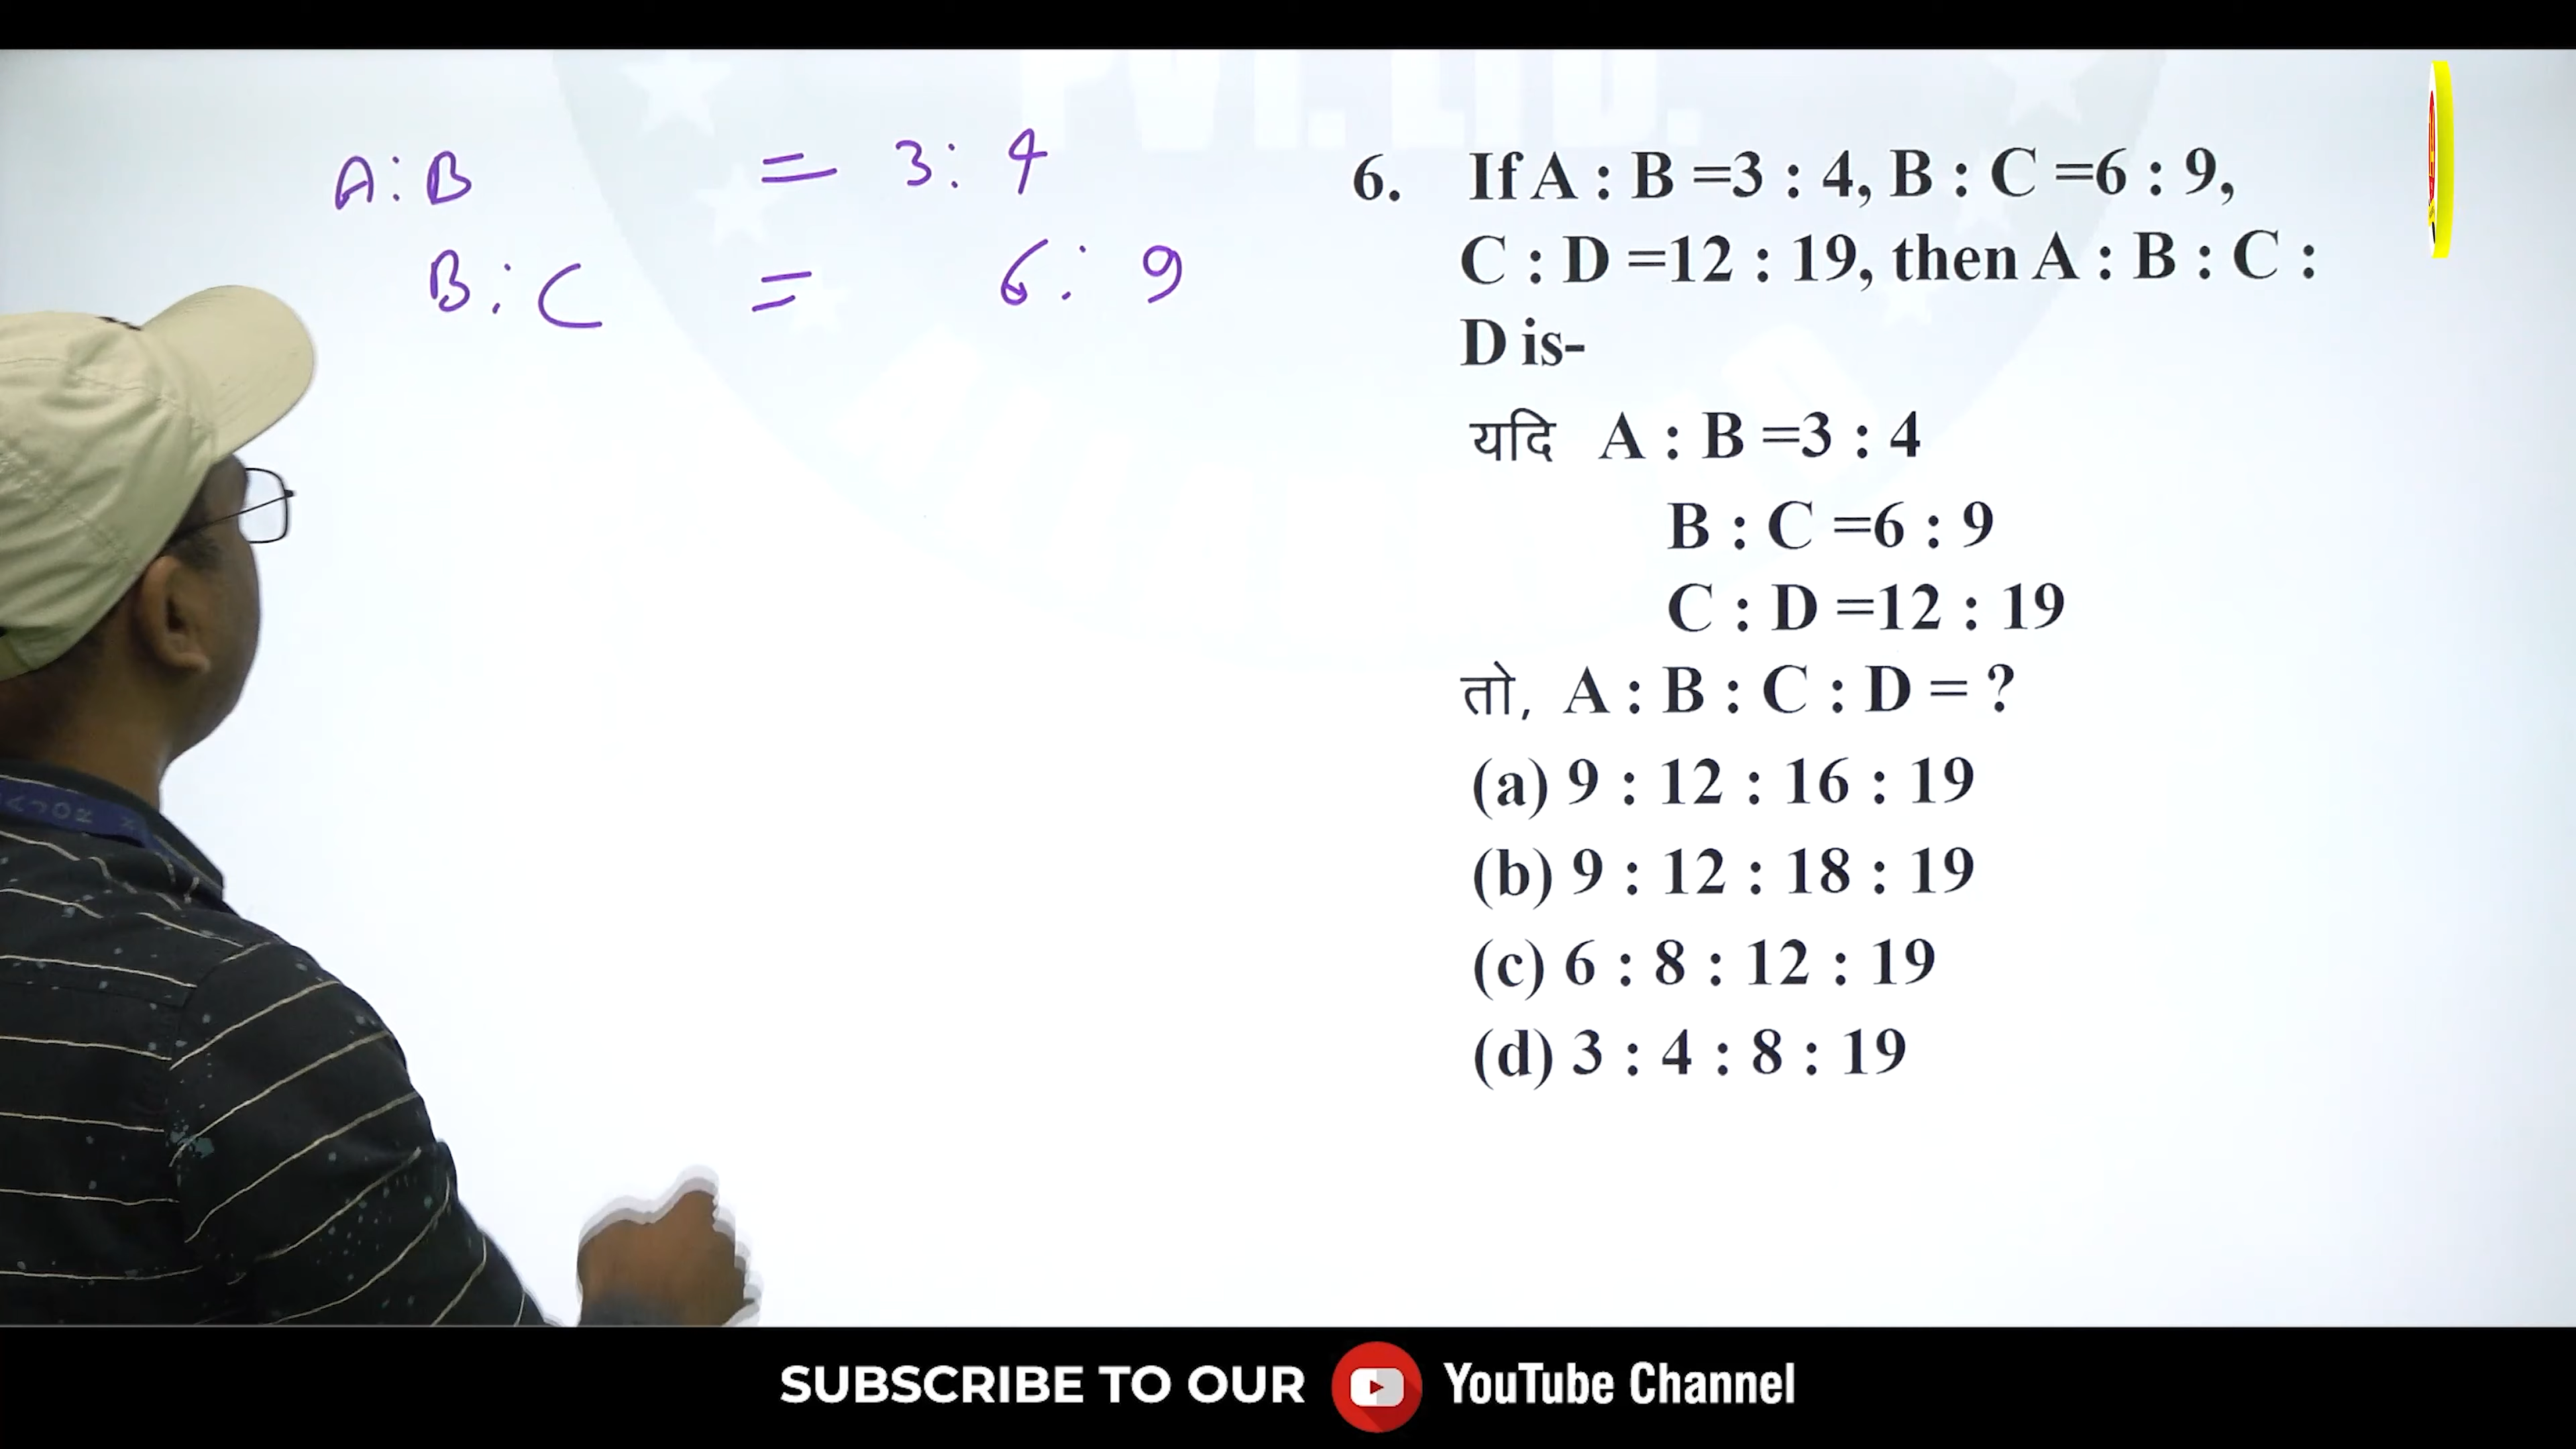 PVT. LTD.
A : B = 3 : 4
B : C = 6 : 9
6. If A : B =3 : 4, B : C =6 : 9,
C : D =12 : 19, then A : B : C :
D is-
यदि A : B =3 : 4
B : C =6 : 9
C : D =12 : 19
तो, A : B : C : D = ?
(a) 9 : 12 : 16 : 19
(b) 9 : 12 : 18 : 19
(c) 6 : 8 : 12 : 19
(d) 3 : 4 : 8 : 19
SUBSCRIBE TO OUR YouTube Channel